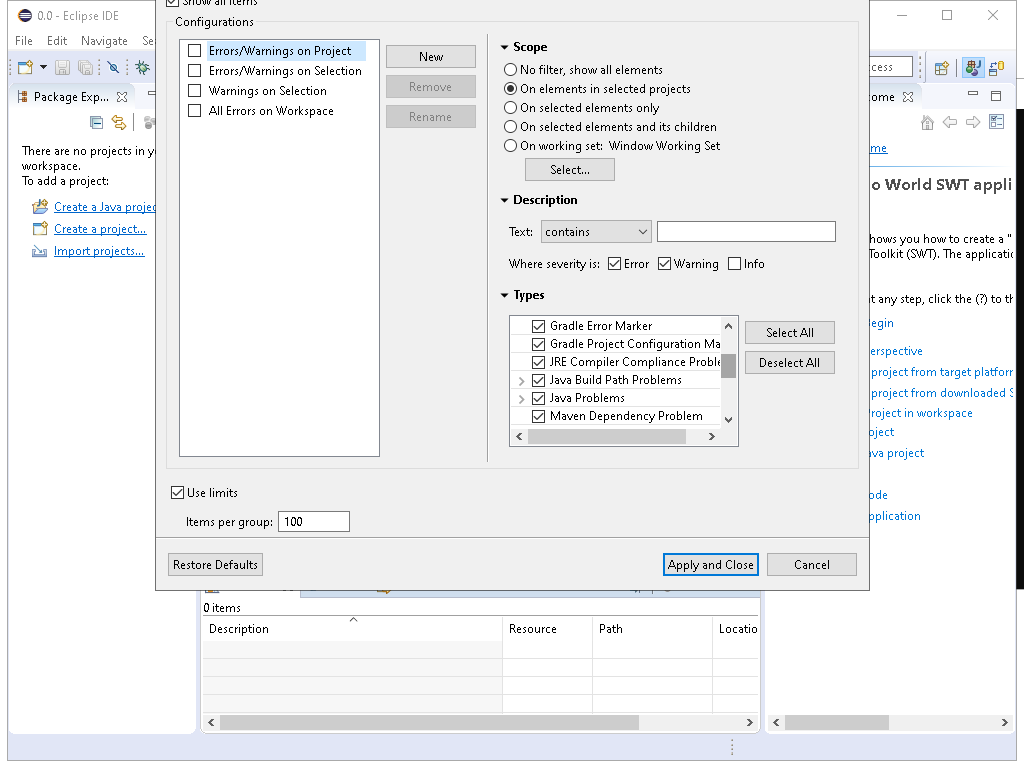 Show all items
0.0 - Eclipse IDE
Configurations
File Edit Navigate Se
Errors/Warnings on Project
Errors/Warnings on Selection
Warnings on Selection
All Errors on Workspace
New
Remove
Rename
Scope
No filter, show all elements
On elements in selected projects
On selected elements only
On selected elements and its children
On working set: Window Working Set
Select...
Description
Text: contains
Where severity is: Error Warning Info
Types
Gradle Error Marker
Gradle Project Configuration Ma
JRE Compiler Compliance Proble
Java Build Path Problems
Java Problems
Maven Dependency Problem
Select All
Deselect All
Use limits
Items per group: 100
Restore Defaults
Apply and Close
Cancel
Package Exp...
There are no projects in y
workspace.
To add a project:
Create a Java projec
Create a project...
Import projects...
cess
ome
me
o World SWT appli
hows you how to create a "
Toolkit (SWT). The applicatic
t any step, click the (?) to th
egin
erspective
project from target platforr
project from downloaded S
roject in workspace
oject
va project
ode
pplication
0 items
Description Resource Path Locatio